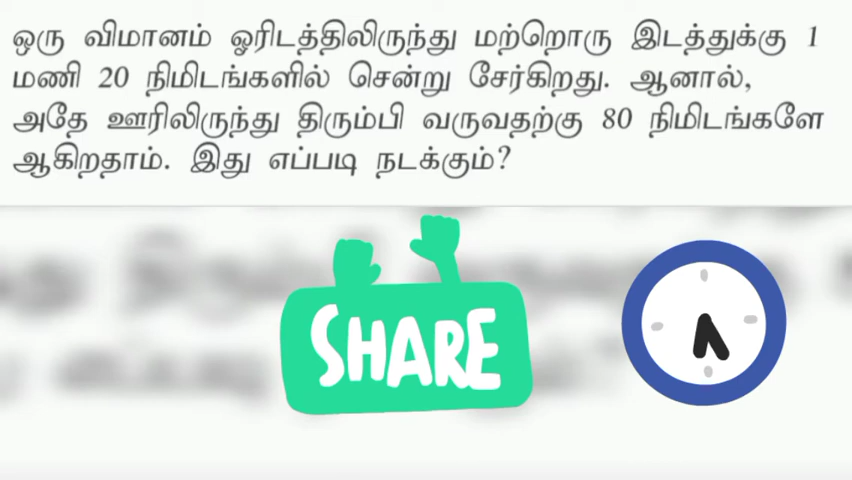 ஒரு விமானம் ஓரிடத்திலிருந்து மற்றொரு இடத்துக்கு 1
மணி 20 நிமிடங்களில் சென்று சேர்கிறது. ஆனால்,
அதே ஊரிலிருந்து திரும்பி வருவதற்கு 80 நிமிடங்களே
ஆகிறதாம். இது எப்படி நடக்கும்?
SHARE